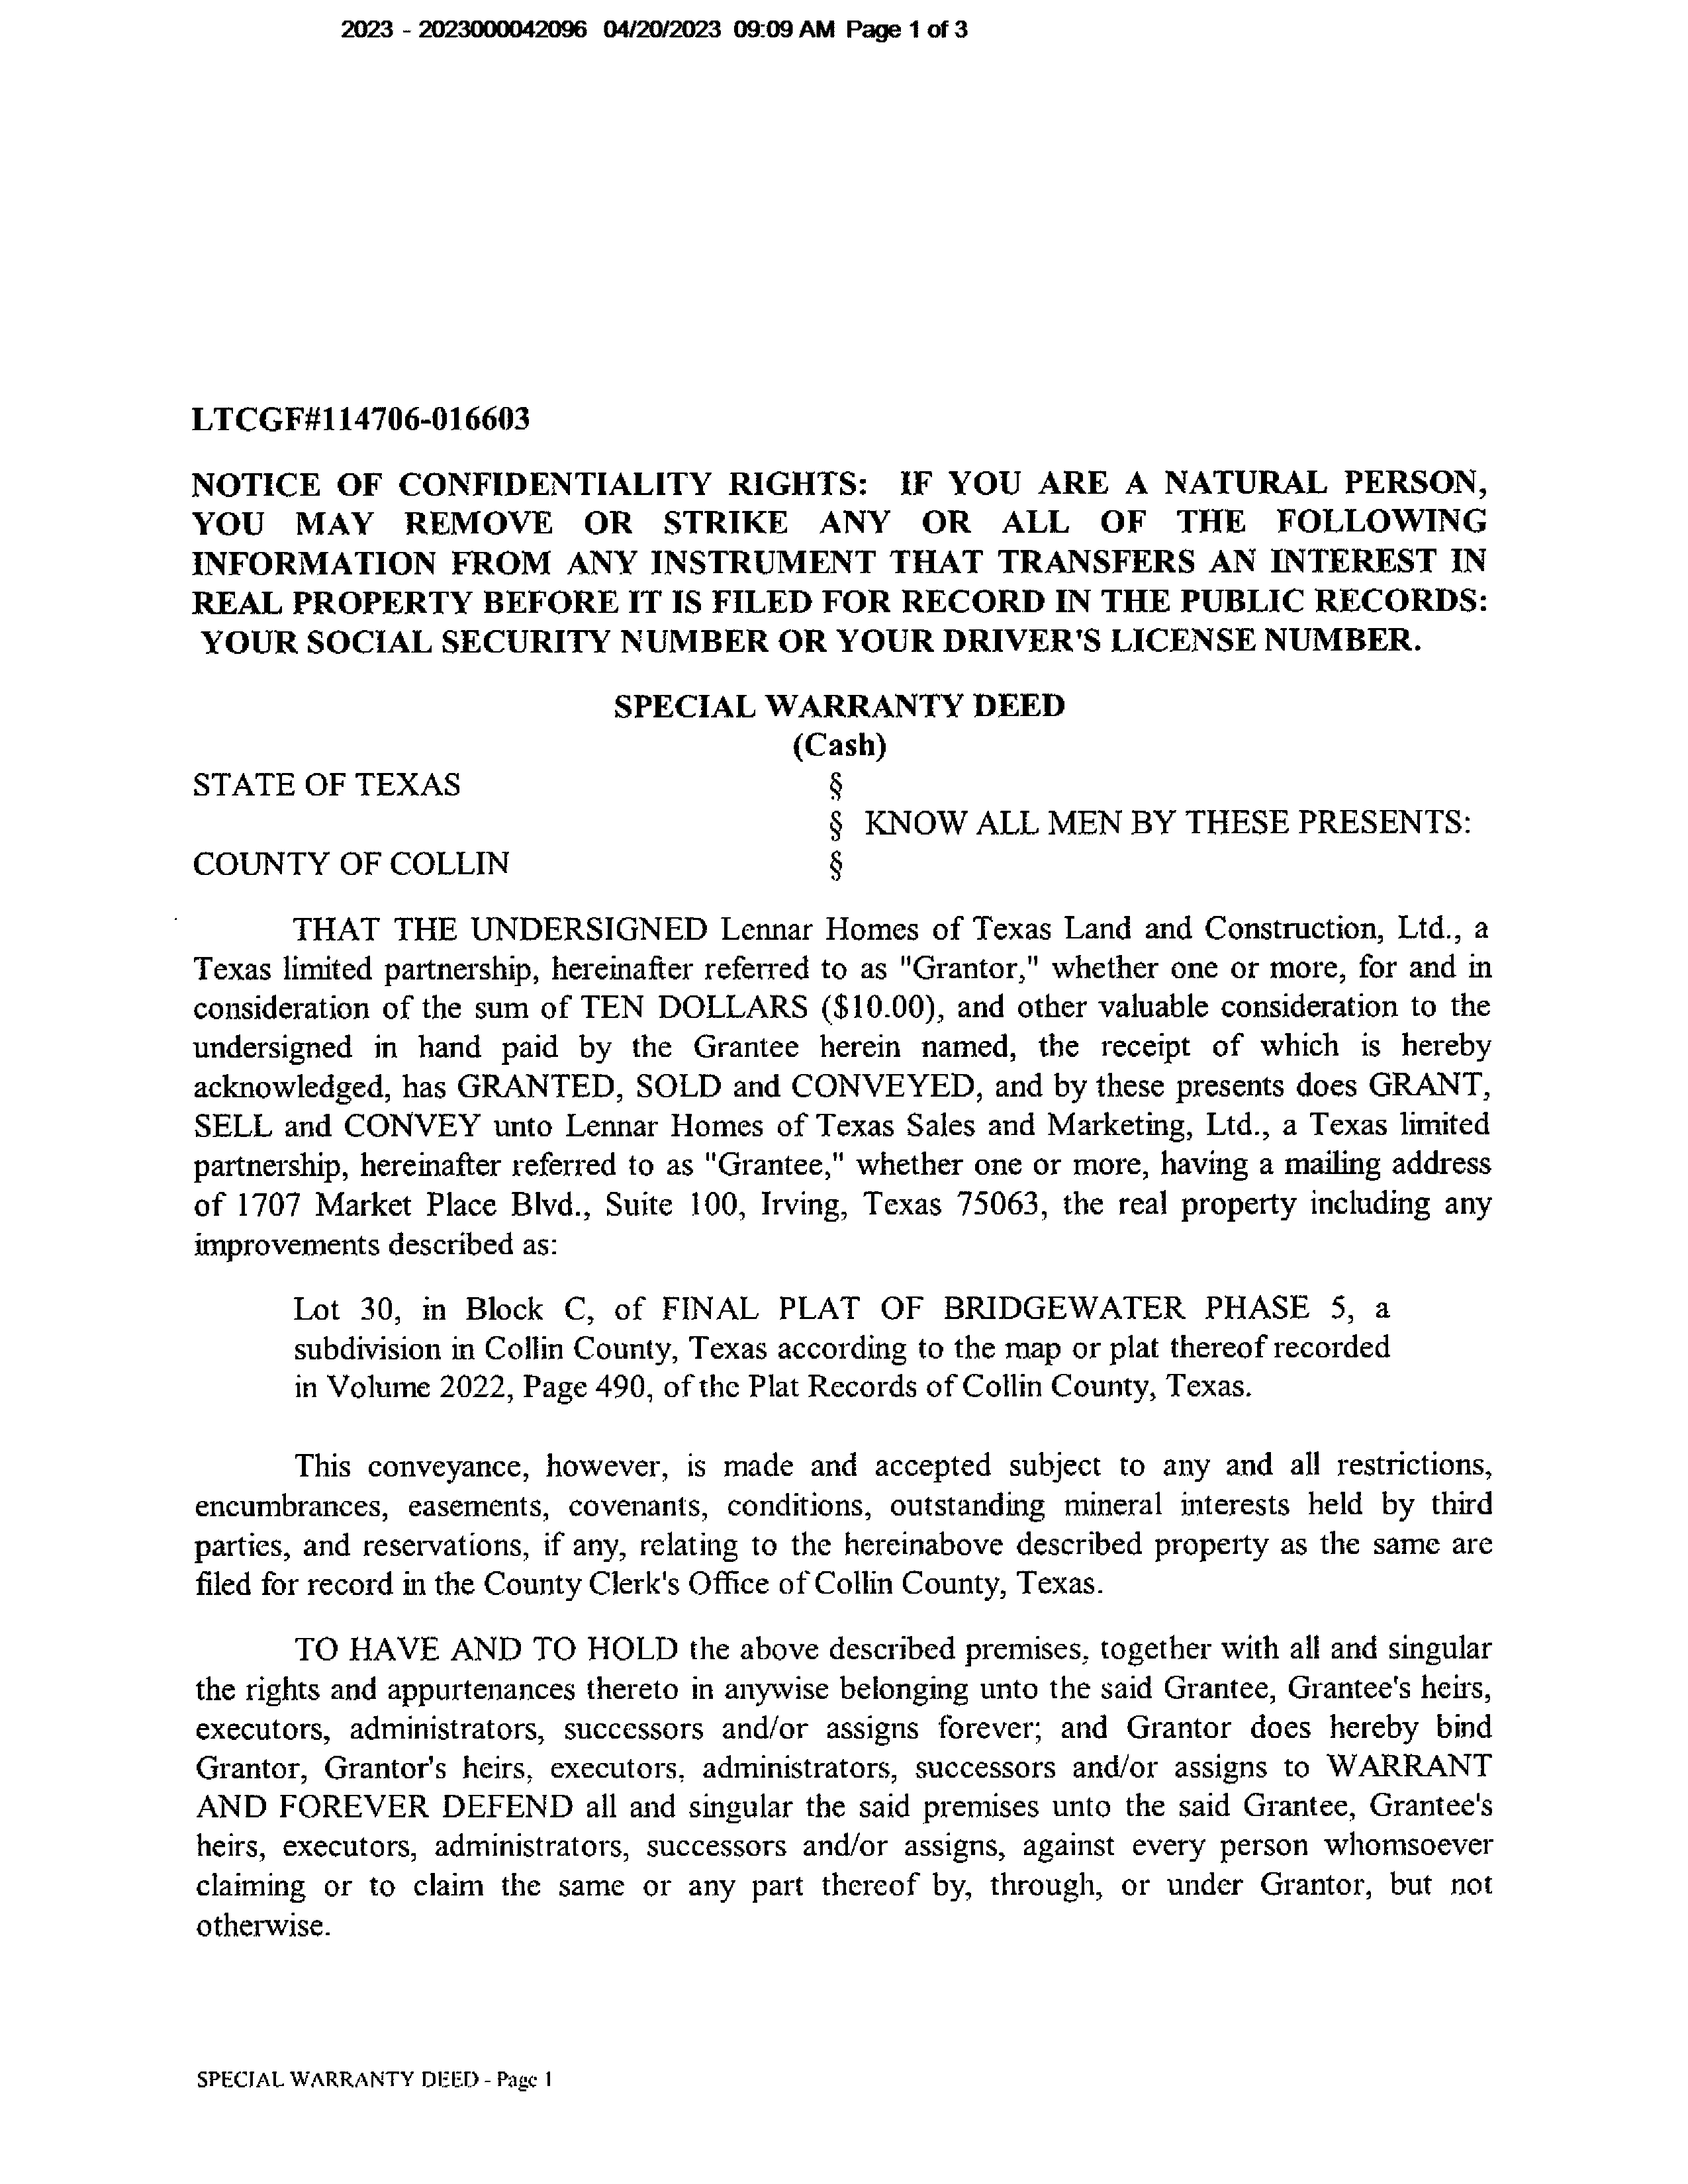 2023 - 2023000042096 04/20/2023 09:09 AM Page 1 of 3
LTCGF#114706-016603
NOTICE OF CONFIDENTIALITY RIGHTS: IF YOU ARE A NATURAL PERSON,
YOU MAY REMOVE OR STRIKE ANY OR ALL OF THE FOLLOWING
INFORMATION FROM ANY INSTRUMENT THAT TRANSFERS AN INTEREST IN
REAL PROPERTY BEFORE IT IS FILED FOR RECORD IN THE PUBLIC RECORDS:
YOUR SOCIAL SECURITY NUMBER OR YOUR DRIVER'S LICENSE NUMBER.
SPECIAL WARRANTY DEED
(Cash)
STATE OF TEXAS §
§ KNOW ALL MEN BY THESE PRESENTS:
COUNTY OF COLLIN §
THAT THE UNDERSIGNED Lennar Homes of Texas Land and Construction, Ltd., a
Texas limited partnership, hereinafter referred to as "Grantor," whether one or more, for and in
consideration of the sum of TEN DOLLARS ($10.00), and other valuable consideration to the
undersigned in hand paid by the Grantee herein named, the receipt of which is hereby
acknowledged, has GRANTED, SOLD and CONVEYED, and by these presents does GRANT,
SELL and CONVEY unto Lennar Homes of Texas Sales and Marketing, Ltd., a Texas limited
partnership, hereinafter referred to as "Grantee," whether one or more, having a mailing address
of 1707 Market Place Blvd., Suite 100, Irving, Texas 75063, the real property including any
improvements described as:
Lot 30, in Block C, of FINAL PLAT OF BRIDGEWATER PHASE 5, a
subdivision in Collin County, Texas according to the map or plat thereof recorded
in Volume 2022, Page 490, of the Plat Records of Collin County, Texas.
This conveyance, however, is made and accepted subject to any and all restrictions,
encumbrances, easements, covenants, conditions, outstanding mineral interests held by third
parties, and reservations, if any, relating to the hereinabove described property as the same are
filed for record in the County Clerk's Office of Collin County, Texas.
TO HAVE AND TO HOLD the above described premises, together with all and singular
the rights and appurtenances thereto in anywise belonging unto the said Grantee, Grantee's heirs,
executors, administrators, successors and/or assigns forever; and Grantor does hereby bind
Grantor, Grantor's heirs, executors, administrators, successors and/or assigns to WARRANT
AND FOREVER DEFEND all and singular the said premises unto the said Grantee, Grantee's
heirs, executors, administrators, successors and/or assigns, against every person whomsoever
claiming or to claim the same or any part thereof by, through, or under Grantor, but not
otherwise.
SPECIAL WARRANTY DEED - Page 1